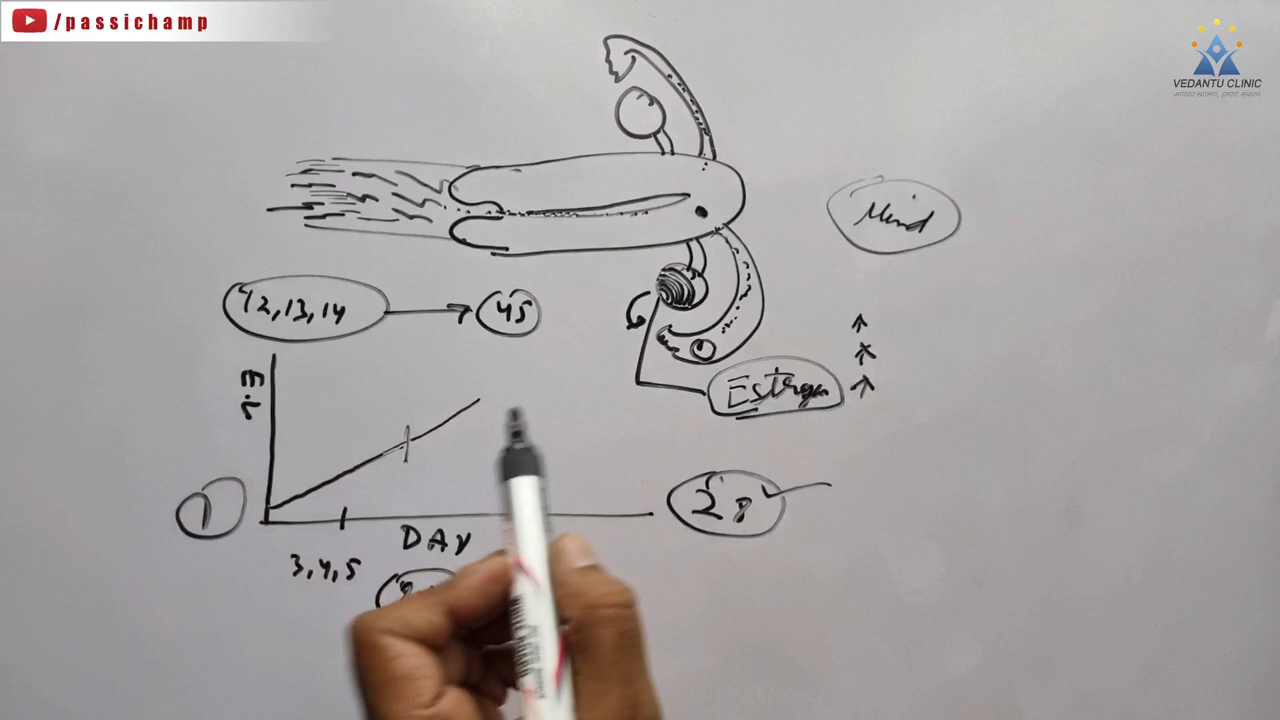 /passichamp
VEDANTU CLINIC
Mind
12,13,14
45
Estrogen
1
28
DAY
3,4,5